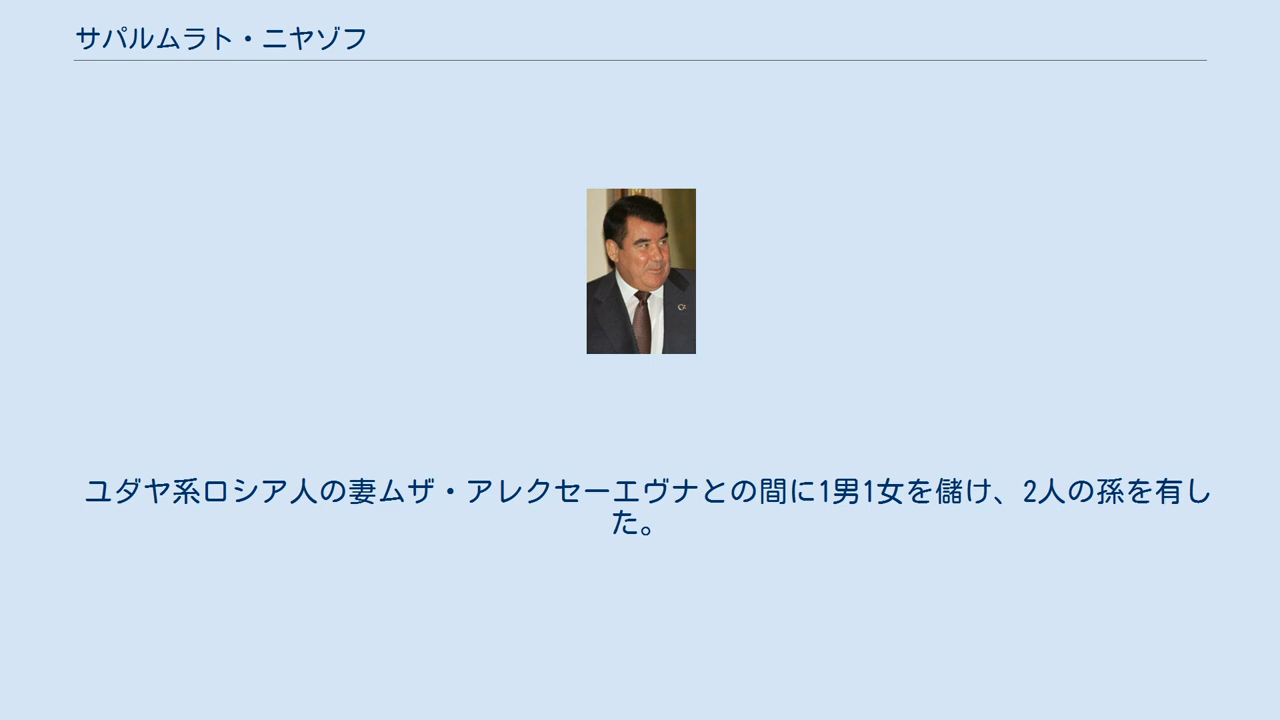 サパルムラト・ニヤゾフ
ユダヤ系ロシア人の妻ムザ・アレクセーエヴナとの間に1男1女を儲け、2人の孫を有し
た。